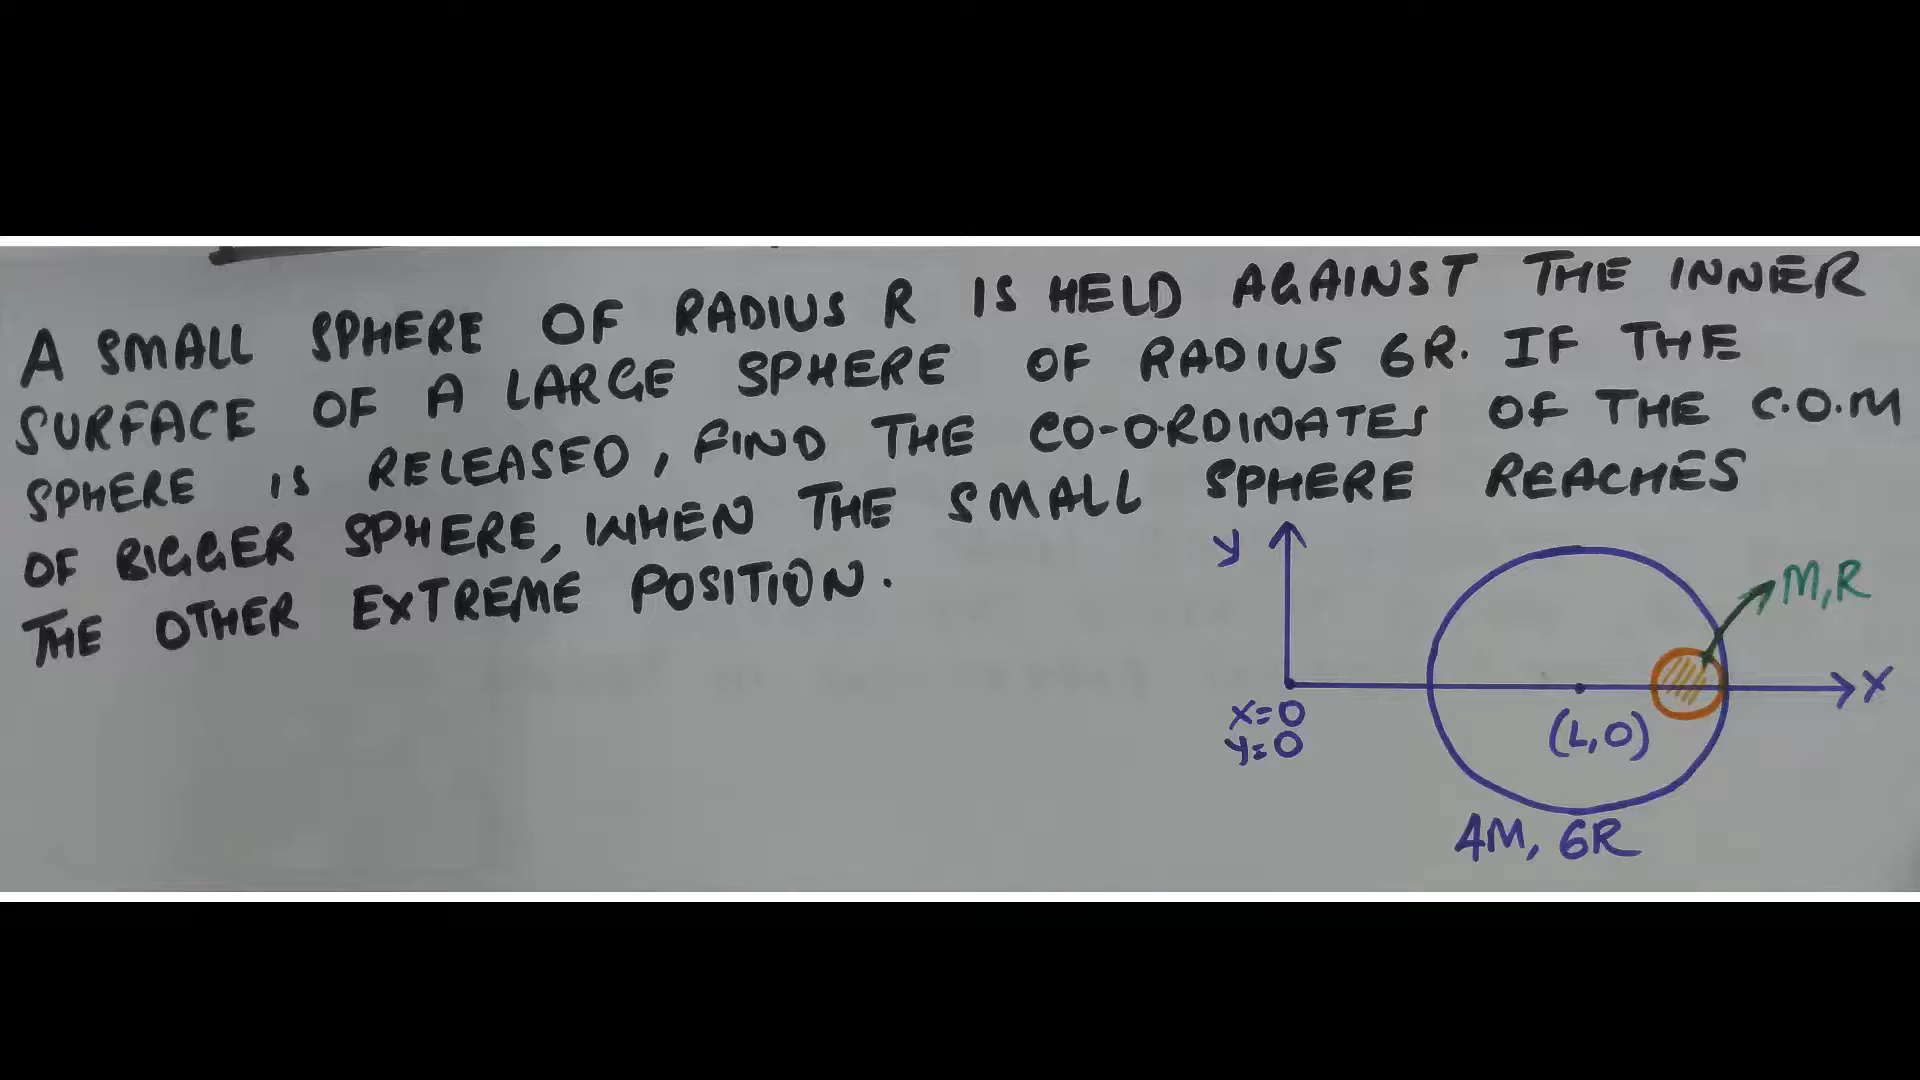 A SMALL SPHERE OF RADIUS R IS HELD AGAINST THE INNER
SURFACE OF A LARGE SPHERE OF RADIUS 6R. IF THE
SPHERE IS RELEASED, FIND THE CO-ORDINATES OF THE C.O.M
OF BIGGER SPHERE, WHEN THE SMALL SPHERE REACHES
THE OTHER EXTREME POSITION.
Y
M,R
X
X=0
Y=0
(L,0)
4M, 6R